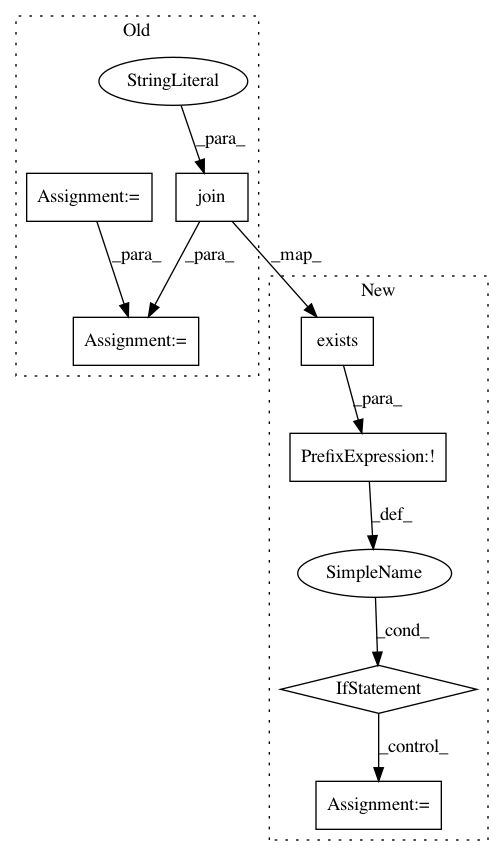 Old
StringLiteral
_para_
Assignment:=
join
_para_
_para_
_map_
New
Assignment:=
exists
_para_
PrefixExpression:!
_def_
SimpleName
_cond_
IfStatement
_control_
Assignment:=